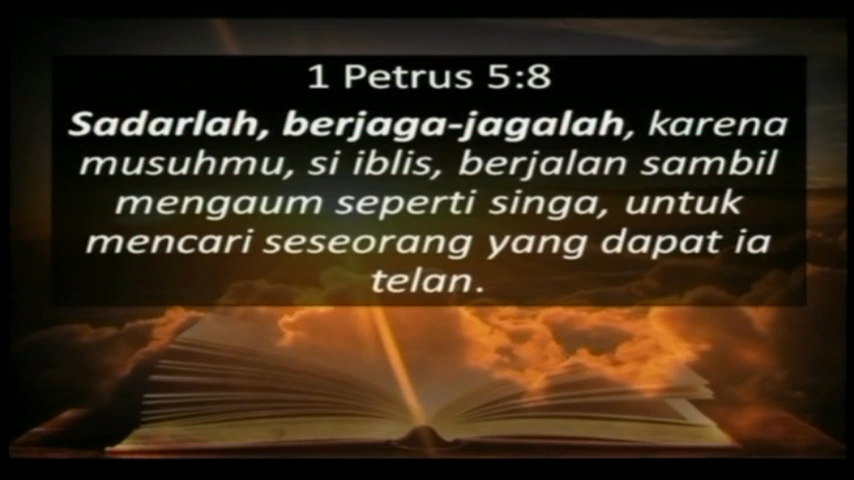 1 Petrus 5:8
Sadarlah, berjaga-jagalah, karena
musuhmu, si iblis, berjalan sambil
mengaum seperti singa, untuk
mencari seseorang yang dapat ia
telan.